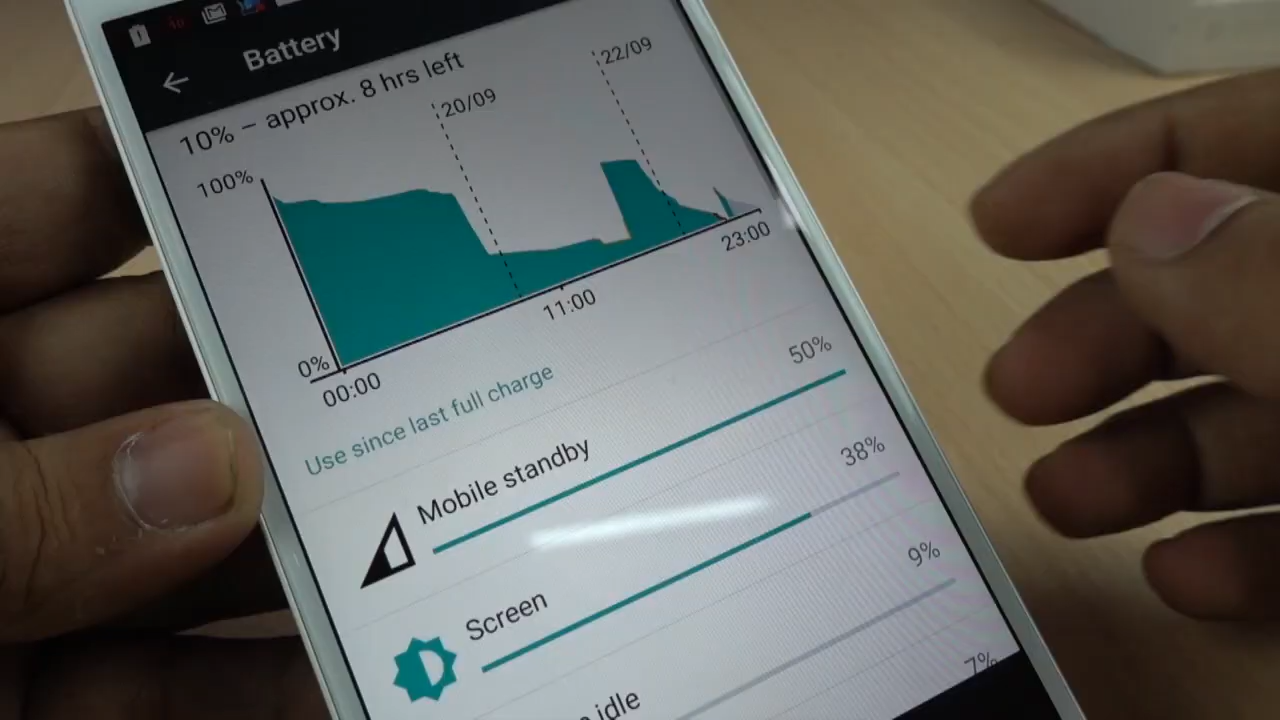 Battery
10% – approx. 8 hrs left
20/09
22/09
100%
0%
00:00
11:00
23:00
Use since last full charge
Mobile standby
50%
Screen
38%
idle
9%
7%